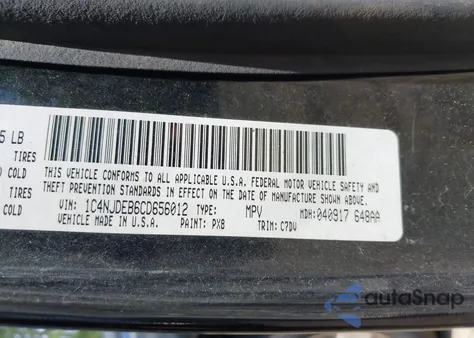 5 LB
TIRES
COLD
TIRES
COLD
THIS VEHICLE CONFORMS TO ALL APPLICABLE U.S.A. FEDERAL MOTOR VEHICLE SAFETY AND
THEFT PREVENTION STANDARDS IN EFFECT ON THE DATE OF MANUFACTURE SHOWN ABOVE.
VIN: 1C4NJDEB6CD656012 TYPE: MPV MDH: 040917 648AA
VEHICLE MADE IN U.S.A. PAINT: PX8 TRIM: C7DV
autoSnap